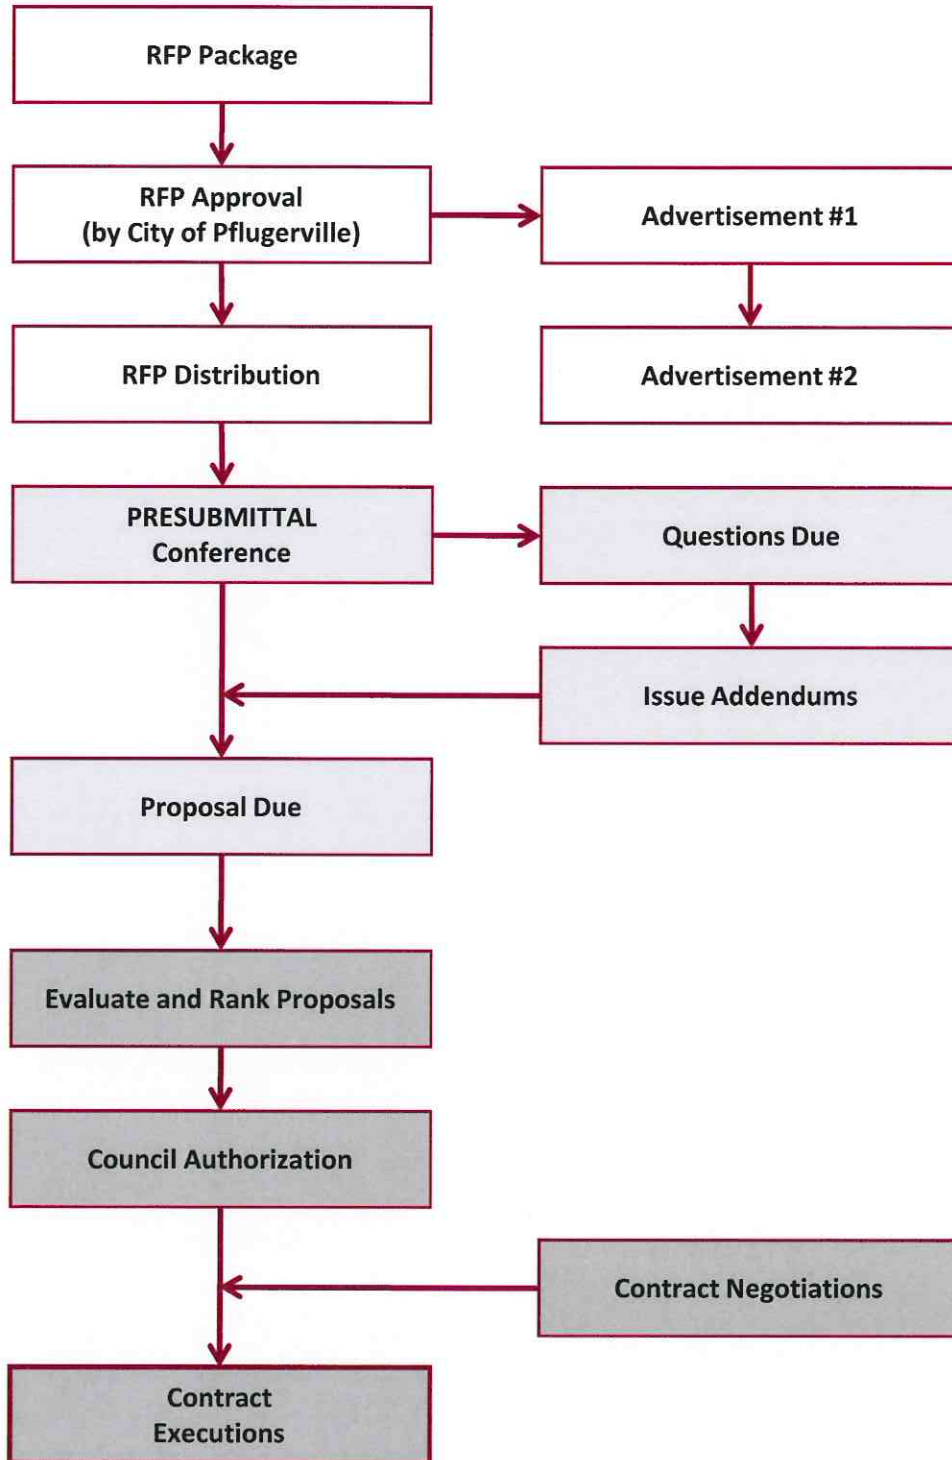 RFP Package
RFP Approval
(by City of Pflugerville)
Advertisement #1
RFP Distribution
Advertisement #2
PRESUBMITTAL
Conference
Questions Due
Issue Addendums
Proposal Due
Evaluate and Rank Proposals
Council Authorization
Contract Negotiations
Contract
Executions